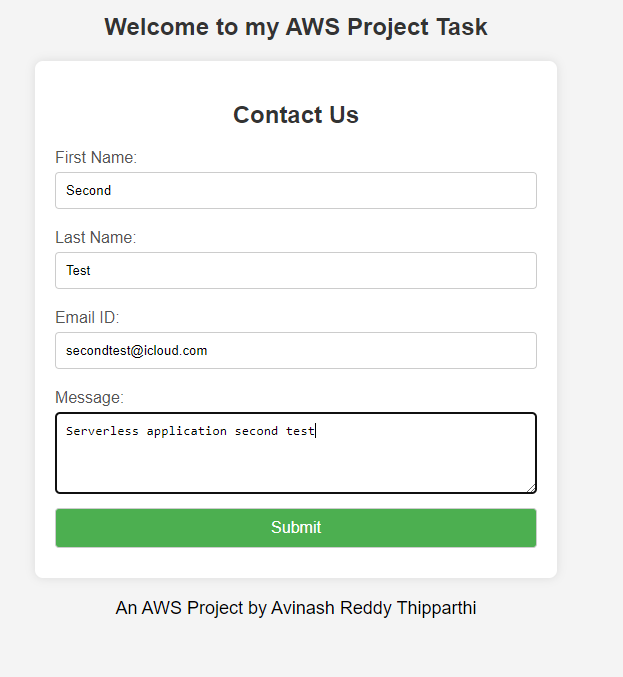 Welcome to my AWS Project Task
Contact Us
First Name:
Second
Last Name:
Test
Email ID:
secondtest@icloud.com
Message:
Serverless application second test
Submit
An AWS Project by Avinash Reddy Thipparthi